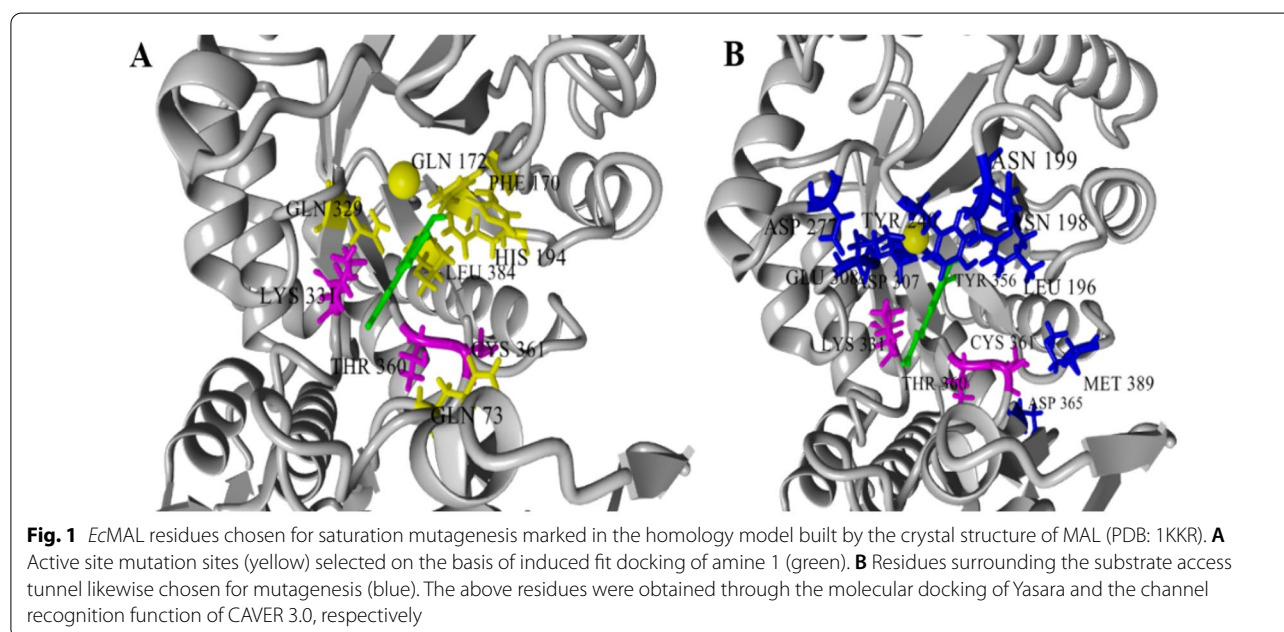 A
GLN 172
PHE 170
GLN 329
HIS 194
LEU 384
LYS 331
CYS 361
THR 360
GLN 73
B
ASN 199
ASN 198
ASP 277
TYR
GLU 308
ASP 307
TYR 356
LEU 196
LYS 331
CYS 361
THR 360
MET 389
ASP 365
Fig. 1 EcMAL residues chosen for saturation mutagenesis marked in the homology model built by the crystal structure of MAL (PDB: 1KKR). A
Active site mutation sites (yellow) selected on the basis of induced fit docking of amine 1 (green). B Residues surrounding the substrate access
tunnel likewise chosen for mutagenesis (blue). The above residues were obtained through the molecular docking of Yasara and the channel
recognition function of CAVER 3.0, respectively